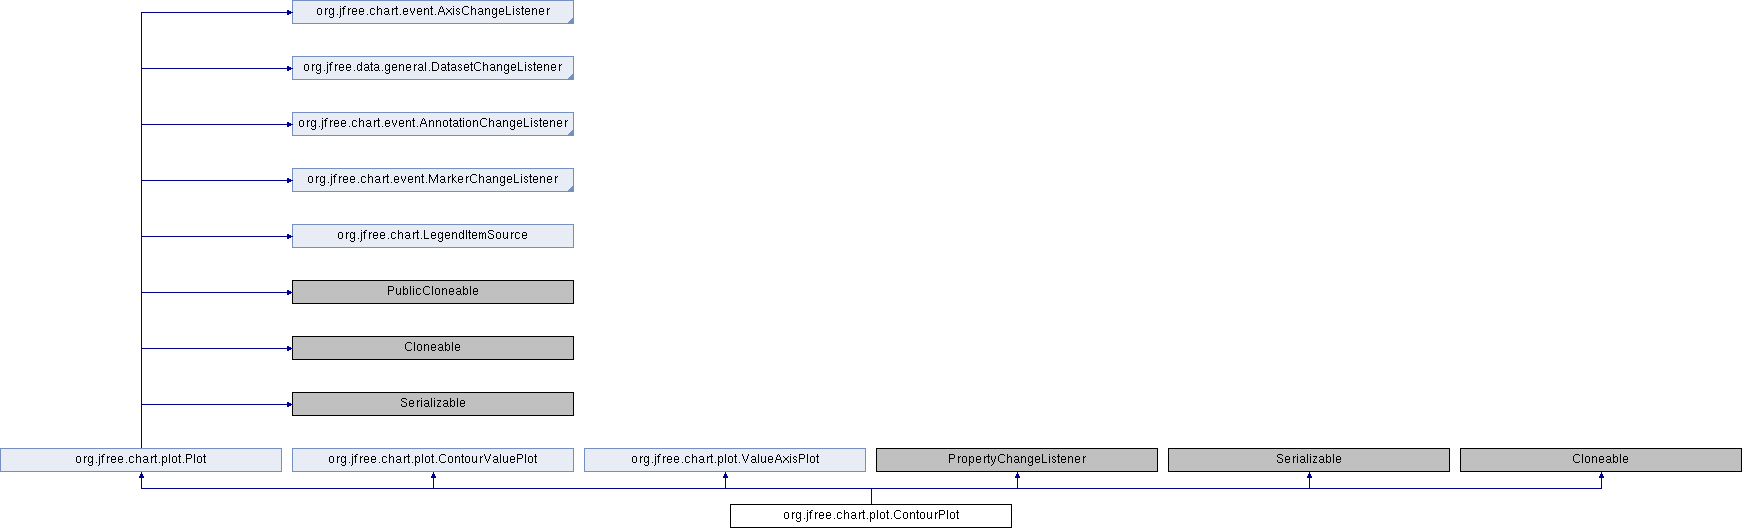 org.jfree.chart.event.AxisChangeListener
org.jfree.data.general.DatasetChangeListener
org.jfree.chart.event.AnnotationChangeListener
org.jfree.chart.event.MarkerChangeListener
org.jfree.chart.LegendItemSource
PublicCloneable
Cloneable
Serializable
org.jfree.chart.plot.Plot
org.jfree.chart.plot.ContourValuePlot
org.jfree.chart.plot.ValueAxisPlot
PropertyChangeListener
Serializable
Cloneable
org.jfree.chart.plot.ContourPlot